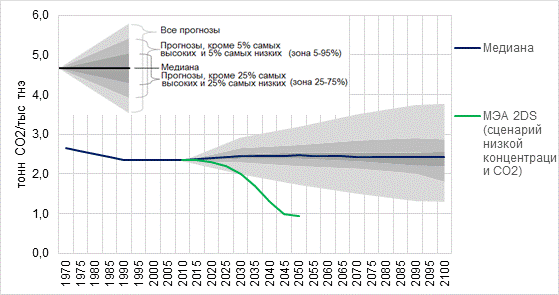 Все прогнозы
Прогнозы, кроме 5% самых
высоких и 5% самых низких (зона 5-95%)
Медиана
Прогнозы, кроме 25% самых
высоких и 25% самых низких (зона 25-75%)
тонн CO2/тыс тнэ
6,0
5,0
4,0
3,0
2,0
1,0
0,0
1970
1975
1980
1985
1990
1995
2000
2005
2010
2015
2020
2025
2030
2035
2040
2045
2050
2055
2060
2065
2070
2075
2080
2085
2090
2095
2100
Медиана
МЭА 2DS
(сценарий
низкой
концентраци
и CO2)